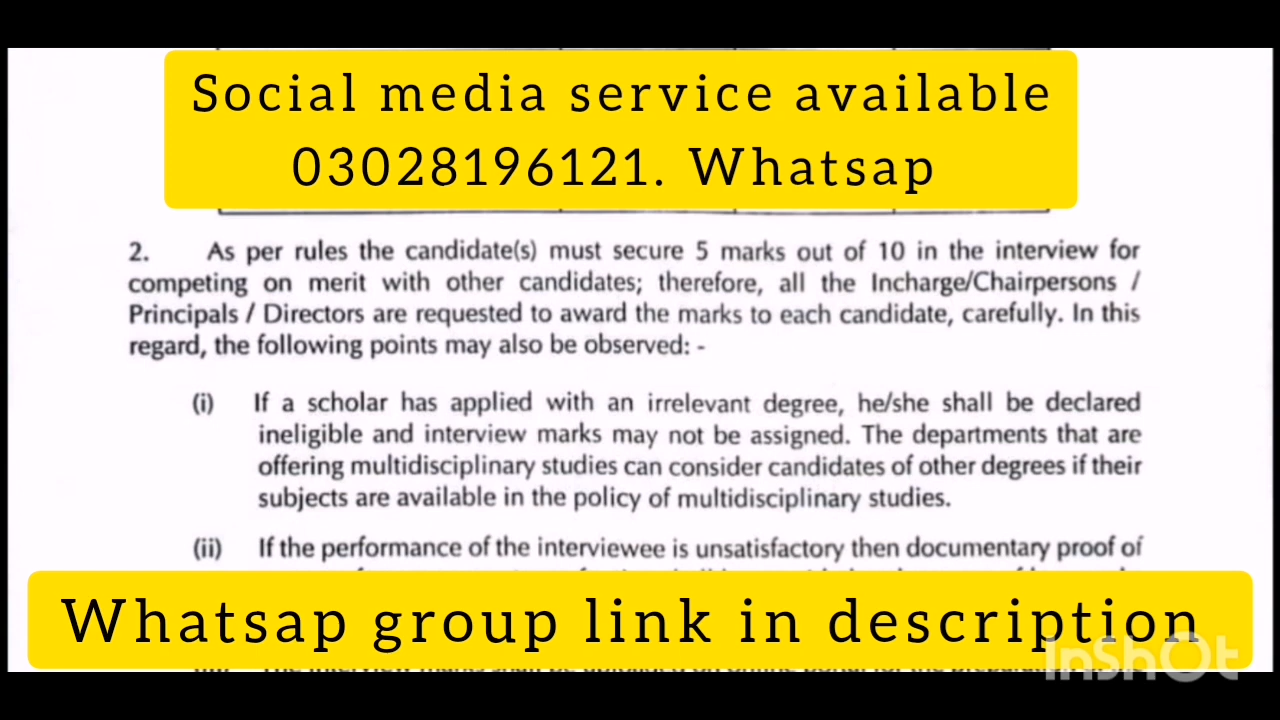 Social media service available
03028196121. Whatsap
2. As per rules the candidate(s) must secure 5 marks out of 10 in the interview for
competing on merit with other candidates; therefore, all the Incharge/Chairpersons /
Principals / Directors are requested to award the marks to each candidate, carefully. In this
regard, the following points may also be observed: -
(i) If a scholar has applied with an irrelevant degree, he/she shall be declared
ineligible and interview marks may not be assigned. The departments that are
offering multidisciplinary studies can consider candidates of other degrees if their
subjects are available in the policy of multidisciplinary studies.
(ii) If the performance of the interviewee is unsatisfactory then documentary proof of
Whatsap group link in description
InShOt